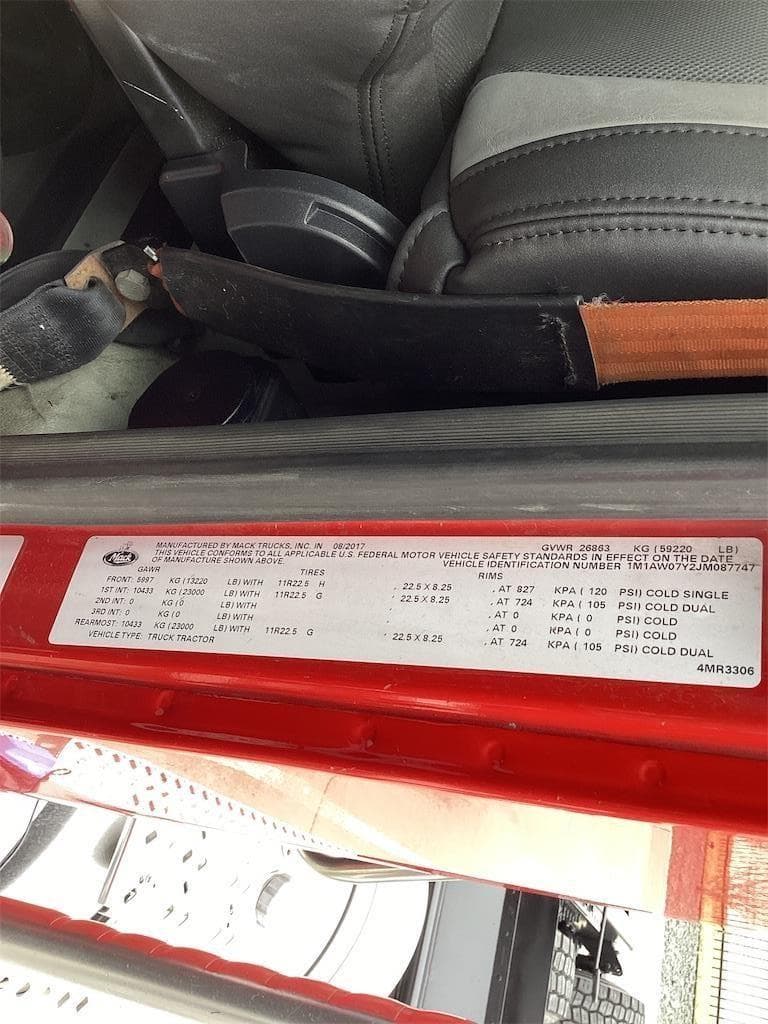 Mack
MANUFACTURED BY MACK TRUCKS, INC. IN 08/2017 GVWR 26863 KG (59220 LB)
THIS VEHICLE CONFORMS TO ALL APPLICABLE U.S. FEDERAL MOTOR VEHICLE SAFETY STANDARDS IN EFFECT ON THE DATE
OF MANUFACTURE SHOWN ABOVE. VEHICLE IDENTIFICATION NUMBER 1M1AW07Y2JM087747
GAWR TIRES RIMS
FRONT: 5997 KG (13220 LB) WITH 11R22.5 H , 22.5 X 8.25 , AT 827 KPA ( 120 PSI) COLD SINGLE
1ST INT: 10433 KG (23000 LB) WITH 11R22.5 G , 22.5 X 8.25 , AT 724 KPA ( 105 PSI) COLD DUAL
2ND INT: 0 KG (0 LB) WITH , AT 0 KPA ( 0 PSI) COLD
3RD INT: 0 KG (0 LB) WITH , AT 0 KPA ( 0 PSI) COLD
REARMOST: 10433 KG (23000 LB) WITH 11R22.5 G , 22.5 X 8.25 , AT 724 KPA ( 105 PSI) COLD DUAL
VEHICLE TYPE: TRUCK TRACTOR
4MR3306